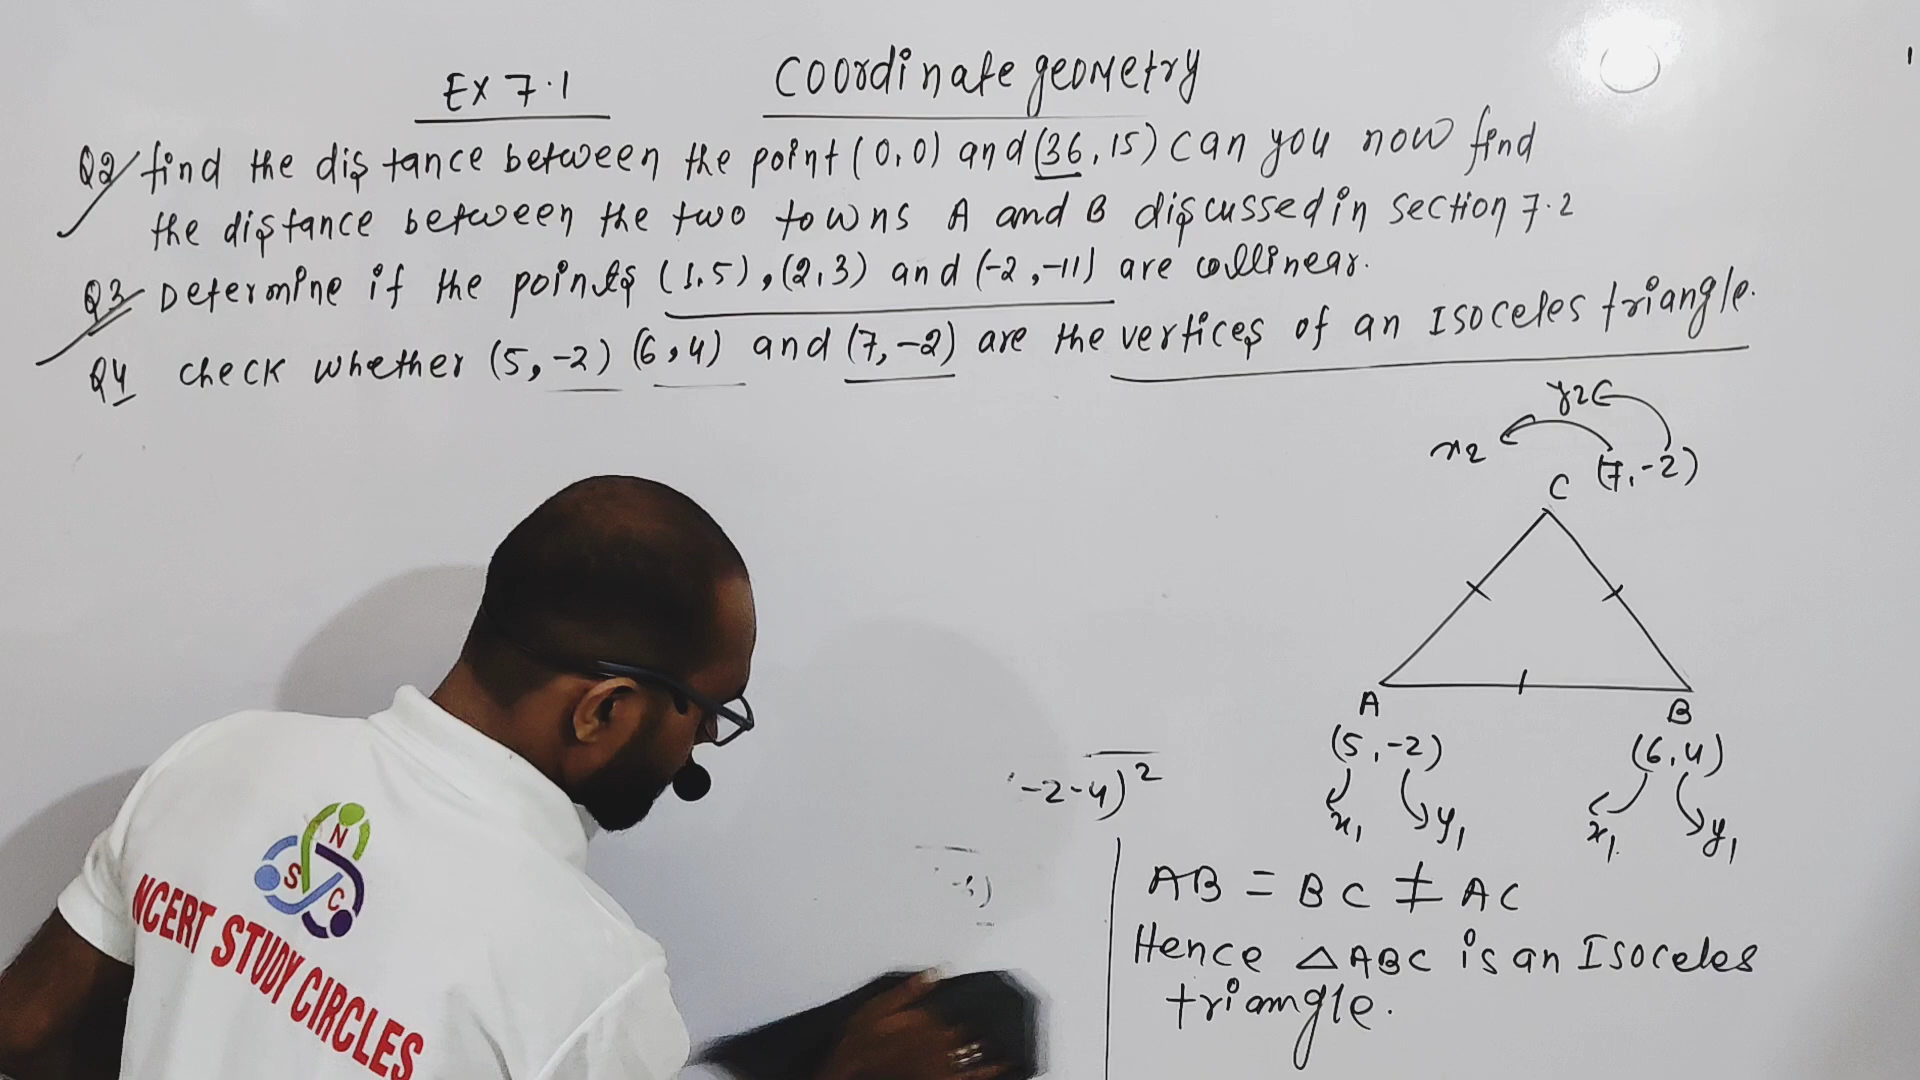 Ex 7.1
Coordinate geometry
Q2 find the distance between the point (0,0) and (36,15) can you now find
the distance between the two towns A and B discussed in section 7.2
Q3 Determine if the points (1,5), (2,3) and (-2,-11) are collinear.
Q4 check whether (5,-2) (6,4) and (7,-2) are the vertices of an Isoceles triangle.
y2
x2
(7,-2)
C
A
B
(5,-2)
(6,4)
x1
y1
x1
y1
-2-4)²
AB = BC ≠ AC
Hence △ABC is an Isoceles
triangle.
N
S
C
NCERT STUDY CIRCLES